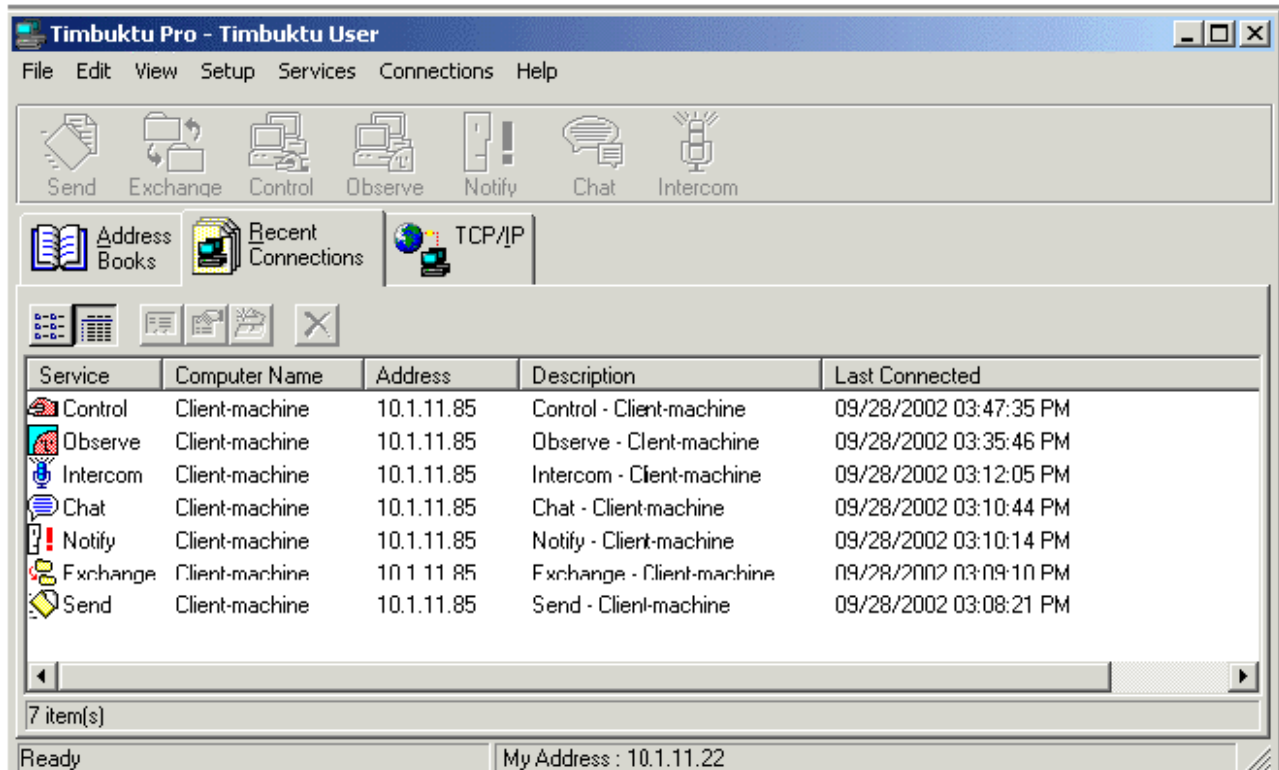 Timbuktu Pro - Timbuktu User
File Edit View Setup Services Connections Help
Send Exchange Control Observe Notify Chat Intercom
Address Books
Recent Connections
TCP/IP
Service Computer Name Address Description Last Connected
Control Client-machine 10.1.11.85 Control - Client-machine 09/28/2002 03:47:35 PM
Observe Client-machine 10.1.11.85 Observe - Clent-machine 09/28/2002 03:35:46 PM
Intercom Client-machine 10.1.11.85 Intercom - Client-machine 09/28/2002 03:12:05 PM
Chat Client-machine 10.1.11.85 Chat - Client-machine 09/28/2002 03:10:44 PM
Notify Client-machine 10.1.11.85 Notify - Client-machine 09/28/2002 03:10:14 PM
Exchange Client-machine 10.1.11.85 Exchange - Client-machine 09/28/2002 03:09:10 PM
Send Client-machine 10.1.11.85 Send - Client-machine 09/28/2002 03:08:21 PM
7 item(s)
Ready My Address : 10.1.11.22